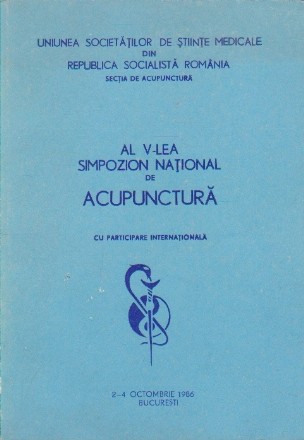 UNIUNEA SOCIETĂȚILOR DE ȘTIINȚE MEDICALE
DIN
REPUBLICA SOCIALISTĂ ROMÂNIA
SECȚIA DE ACUPUNCTURĂ
AL V-LEA
SIMPOZION NAȚIONAL
DE
ACUPUNCTURĂ
CU PARTICIPARE INTERNAȚIONALĂ
2-4 OCTOMBRIE 1986
BUCUREȘTI